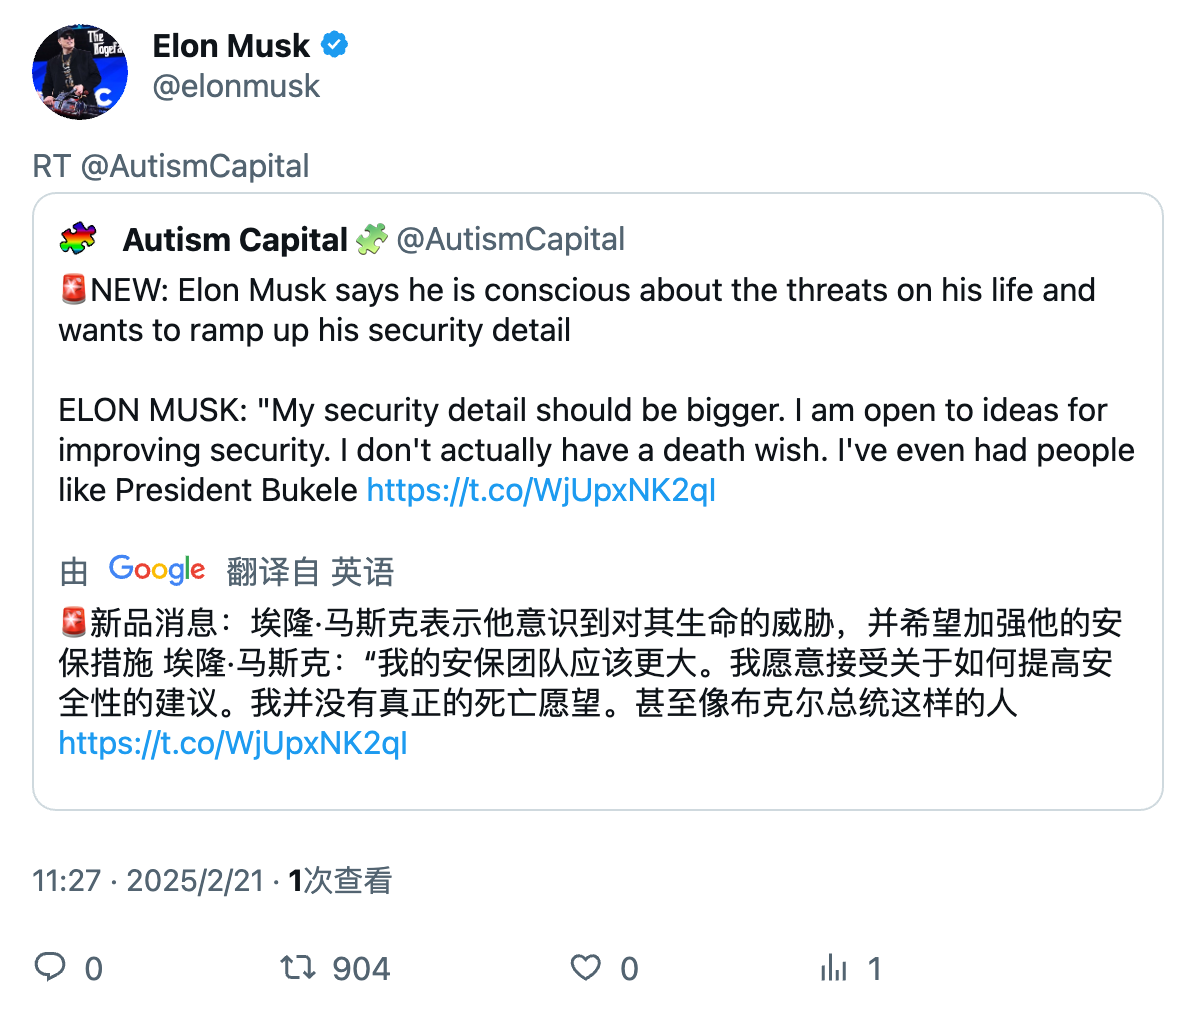 The
Dogefa
C
Elon Musk
@elonmusk
RT @AutismCapital
Autism Capital 🧩 @AutismCapital
🚨NEW: Elon Musk says he is conscious about the threats on his life and
wants to ramp up his security detail
ELON MUSK: "My security detail should be bigger. I am open to ideas for
improving security. I don't actually have a death wish. I've even had people
like President Bukele https://t.co/WjUpxNK2ql
由 Google 翻译自 英语
🚨新品消息：埃隆·马斯克表示他意识到对其生命的威胁，并希望加强他的安
保措施 埃隆·马斯克：“我的安保团队应该更大。我愿意接受关于如何提高安
全性的建议。我并没有真正的死亡愿望。甚至像布克尔总统这样的人
https://t.co/WjUpxNK2ql
11:27 · 2025/2/21 · 1次查看
0 904 0 1